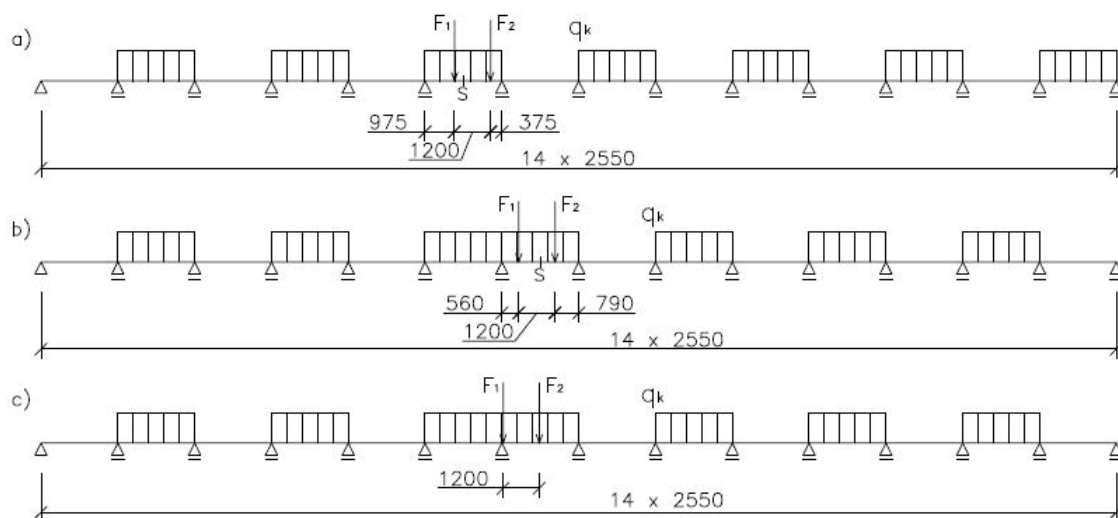 a) F₁ F₂ qₖ
S
975 375
1200
14 x 2550
b) F₁ F₂ qₖ
S
560 790
1200
14 x 2550
c) F₁ F₂ qₖ
1200
14 x 2550